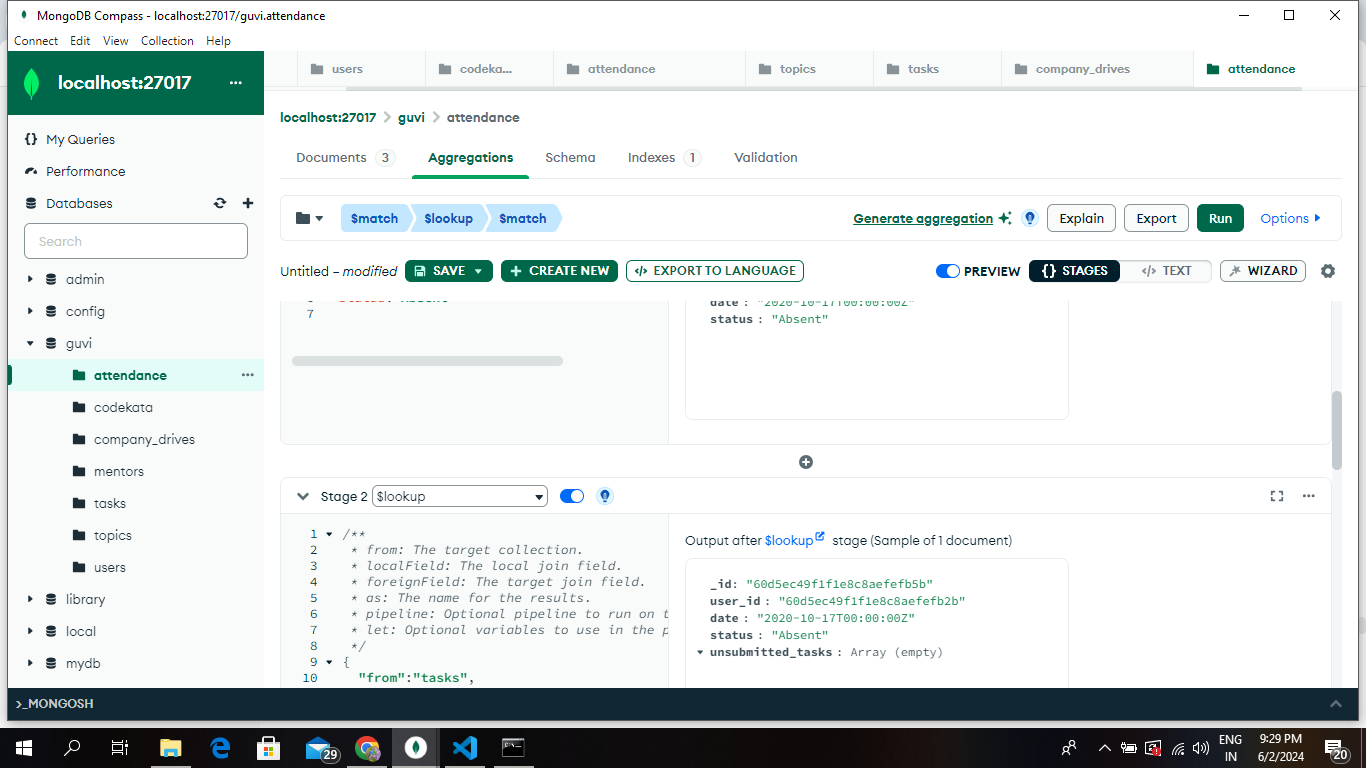 MongoDB Compass - localhost:27017/guvi.attendance
Connect Edit View Collection Help
localhost:27017 ...
users codeka... attendance topics tasks company_drives attendance
localhost:27017 > guvi > attendance
My Queries
Performance
Databases
Search
admin
config
guvi
attendance ...
codekata
company_drives
mentors
tasks
topics
users
library
local
mydb
Documents 3 Aggregations Schema Indexes 1 Validation
$match $lookup $match Generate aggregation Explain Export Run Options
Untitled – modified SAVE + CREATE NEW </> EXPORT TO LANGUAGE PREVIEW {} STAGES </> TEXT WIZARD
7
date: "2020-10-17T00:00:00Z"
status: "Absent"
Stage 2 $lookup
1 /**
2 * from: The target collection.
3 * localField: The local join field.
4 * foreignField: The target join field.
5 * as: The name for the results.
6 * pipeline: Optional pipeline to run on t
7 * let: Optional variables to use in the p
8 */
9 {
10 "from":"tasks",
Output after $lookup stage (Sample of 1 document)
_id: "60d5ec49f1f1e8c8aefefb5b"
user_id: "60d5ec49f1f1e8c8aefefb2b"
date: "2020-10-17T00:00:00Z"
status: "Absent"
unsubmitted_tasks: Array (empty)
>_MONGOSH
29
ENG
IN
9:29 PM
6/2/2024
20